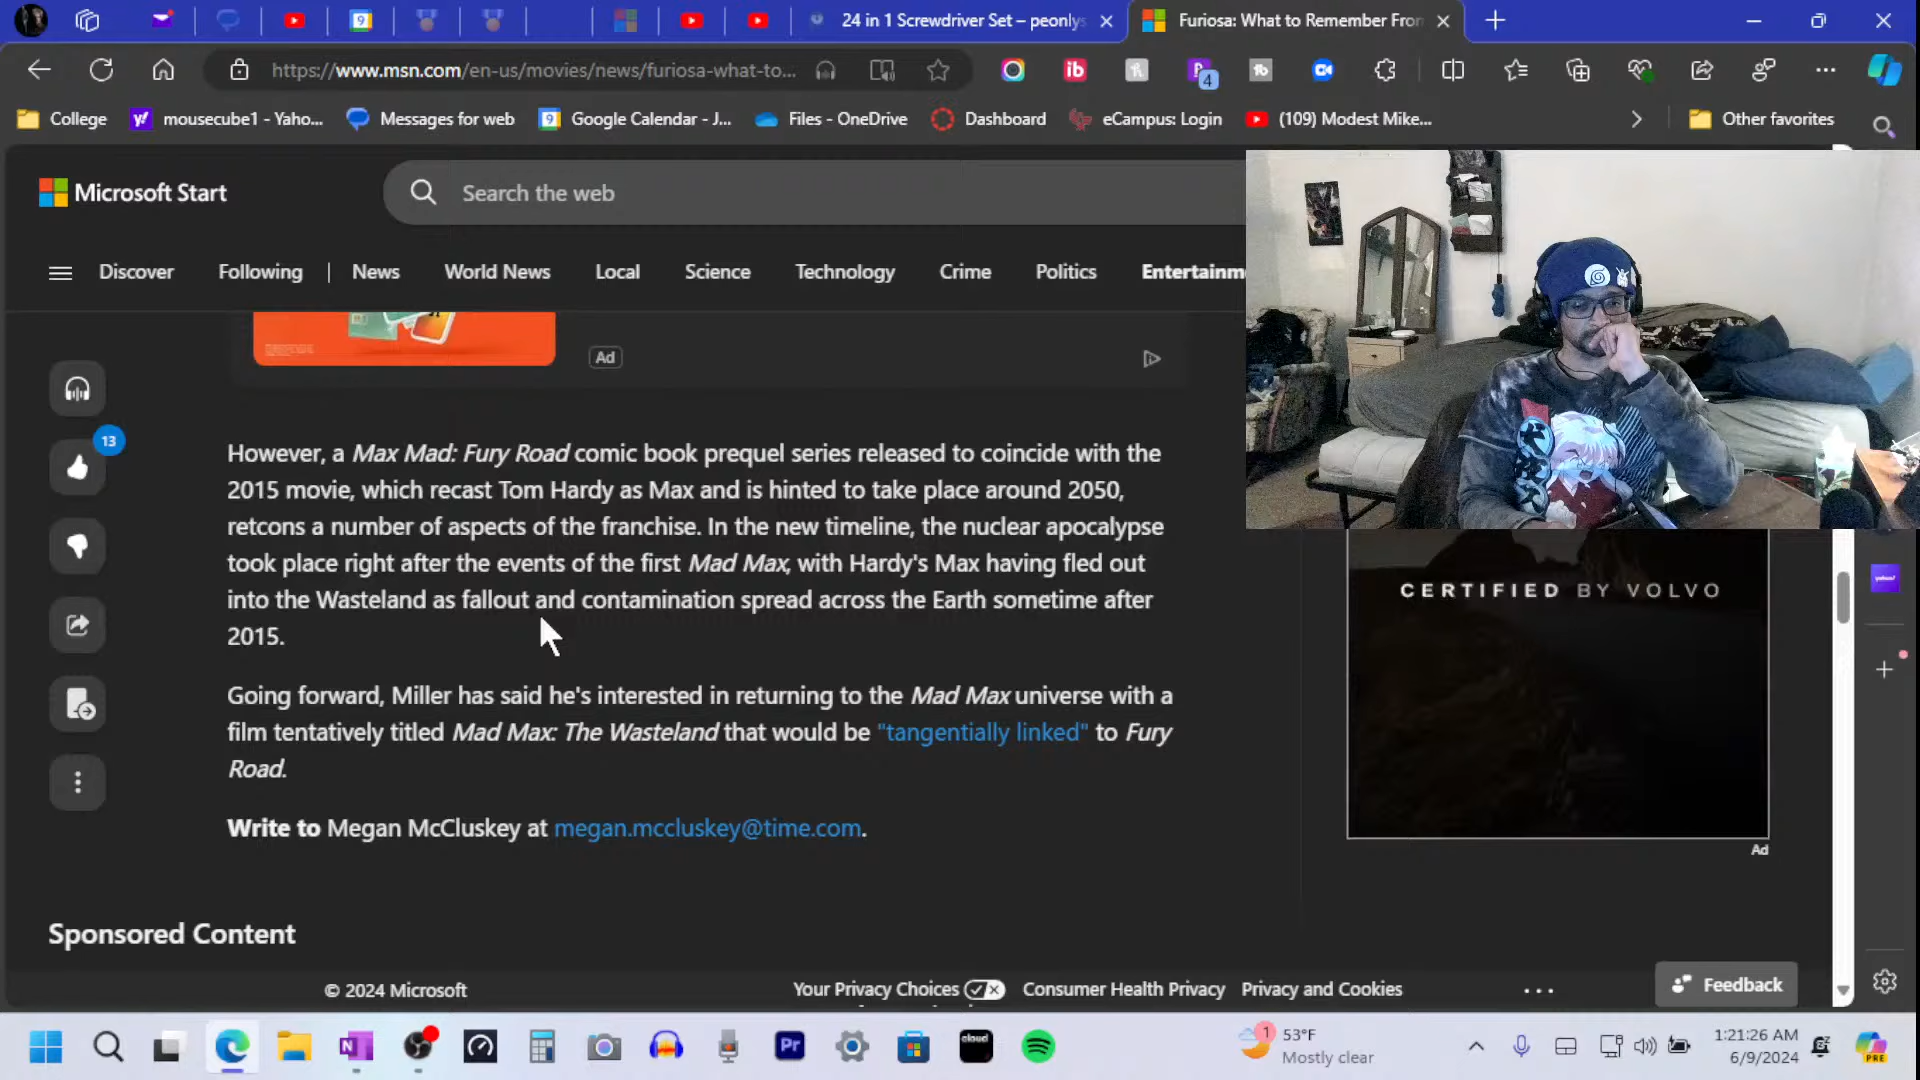 24 in 1 Screwdriver Set – peonlys
Furiosa: What to Remember Fron
https://www.msn.com/en-us/movies/news/furiosa-what-to...
4
College
mousecube1 - Yaho...
Messages for web
Google Calendar - J...
Files - OneDrive
Dashboard
eCampus: Login
(109) Modest Mike...
Other favorites
Microsoft Start
Search the web
Discover
Following
News
World News
Local
Science
Technology
Crime
Politics
Entertainm
Ad
13
However, a Max Mad: Fury Road comic book prequel series released to coincide with the
2015 movie, which recast Tom Hardy as Max and is hinted to take place around 2050,
retcons a number of aspects of the franchise. In the new timeline, the nuclear apocalypse
took place right after the events of the first Mad Max, with Hardy's Max having fled out
into the Wasteland as fallout and contamination spread across the Earth sometime after
2015.
Going forward, Miller has said he's interested in returning to the Mad Max universe with a
film tentatively titled Mad Max: The Wasteland that would be "tangentially linked" to Fury
Road.
Write to Megan McCluskey at megan.mccluskey@time.com.
CERTIFIED BY VOLVO
Ad
Sponsored Content
© 2024 Microsoft
Your Privacy Choices
Consumer Health Privacy
Privacy and Cookies
Feedback
1
53°F
Mostly clear
1:21:26 AM
6/9/2024